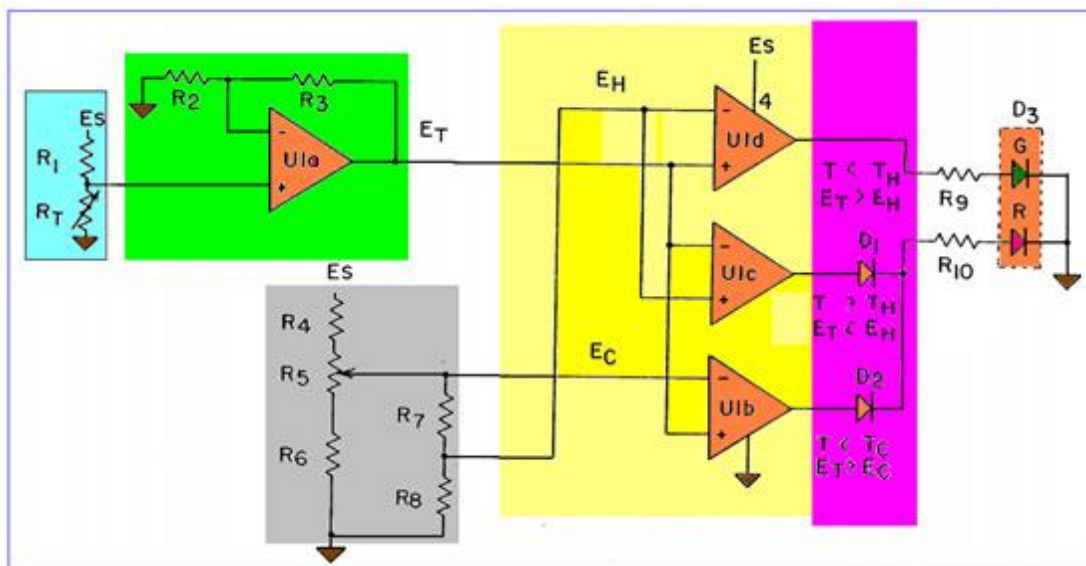 Es
R1
RT
R2
R3
U1a
ET
Es
R4
R5
R6
R7
R8
EH
EC
Es
4
U1d
U1c
U1b
- + - + - + - +
T < TH
ET > EH
D1
T > TH
ET < EH
D2
T < TC
ET > EC
R9
R10
D3
G
R